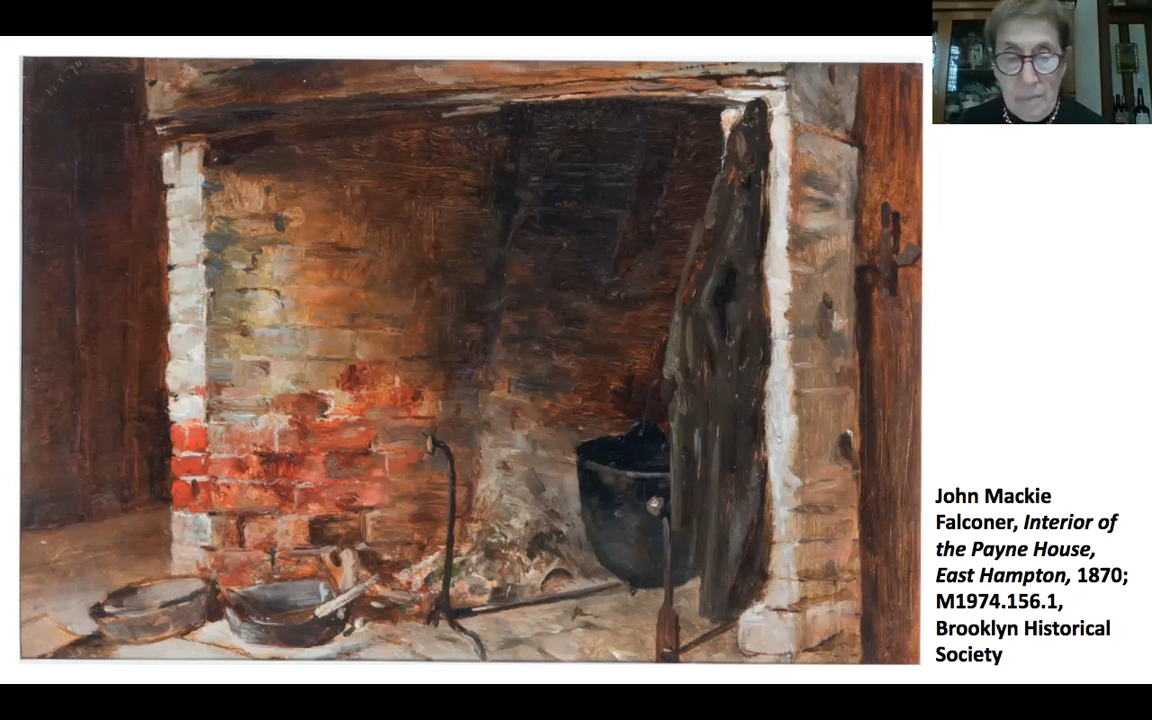 John Mackie
Falconer, Interior of
the Payne House,
East Hampton, 1870;
M1974.156.1,
Brooklyn Historical
Society